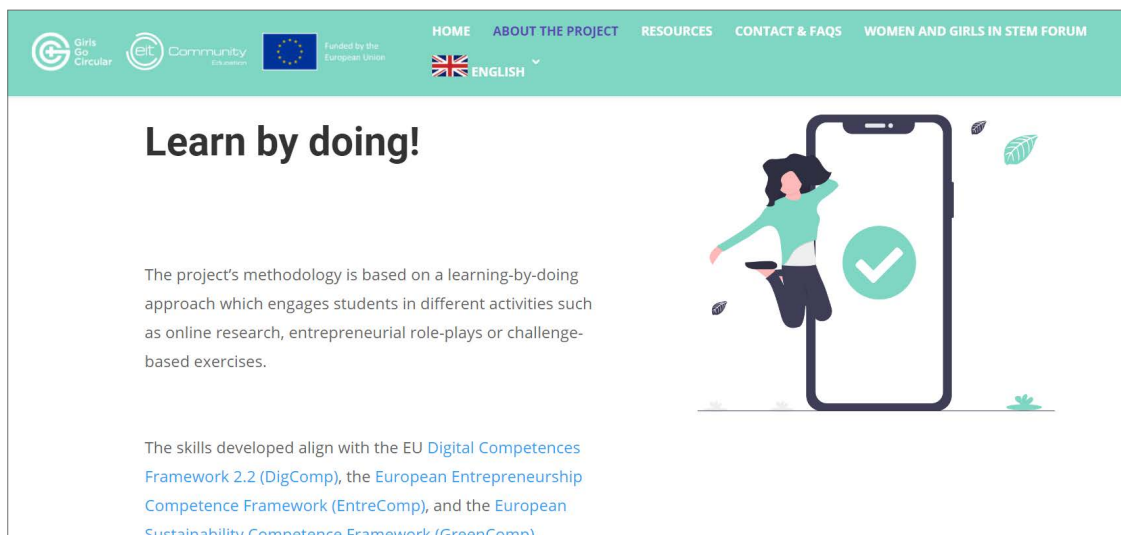 Girls
Go
Circular
eit
Community
Education
Funded by the
European Union
HOME ABOUT THE PROJECT RESOURCES CONTACT & FAQS WOMEN AND GIRLS IN STEM FORUM
ENGLISH
Learn by doing!
The project's methodology is based on a learning-by-doing
approach which engages students in different activities such
as online research, entrepreneurial role-plays or challenge-
based exercises.
The skills developed align with the EU Digital Competences
Framework 2.2 (DigComp), the European Entrepreneurship
Competence Framework (EntreComp), and the European
Sustainability Competence Framework (GreenComp)